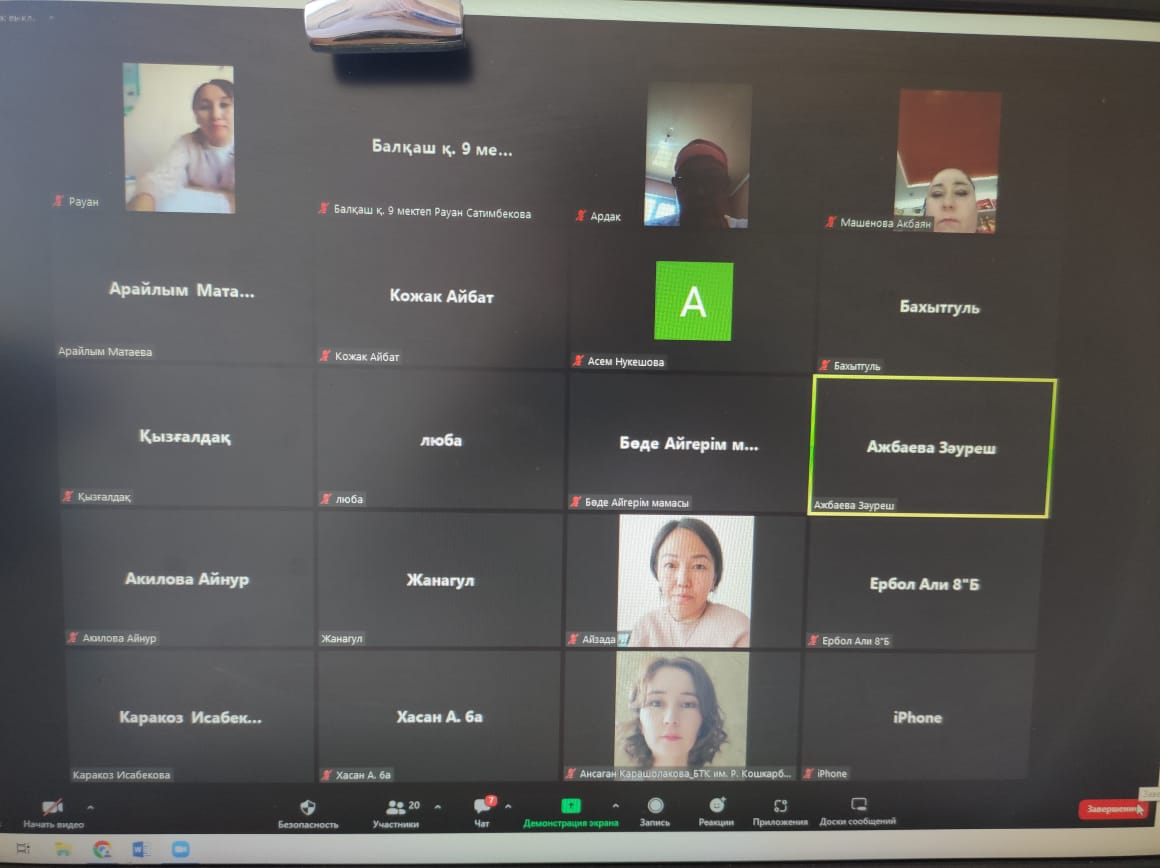 Рауан
Балқаш қ. 9 ме...
Балқаш қ. 9 мектеп Рауан Сатимбекова
Ардак
Машенова Акбаян
Арайлым Мата...
Арайлым Матаева
Кожак Айбат
Кожак Айбат
А
Асем Нукешова
Бахытгуль
Бахытгуль
Қызғалдақ
Қызғалдақ
люба
люба
Бөде Айгерім м...
Бөде Айгерім мамасы
Ажбаева Зәуреш
Ажбаева Зәуреш
Акилова Айнур
Акилова Айнур
Жанагул
Жанагул
Айзада
Ербол Али 8"Б
Ербол Али 8"Б
Каракоз Исабек...
Каракоз Исабекова
Хасан А. 6а
Хасан А. 6а
Ансаган Карашолакова_БТК им. Р. Кошкарб...
iPhone
iPhone
Начать видео
Безопасность
20
Участники
7
Чат
Демонстрация экрана
Запись
Реакции
Приложения
Доски сообщений
Завершение